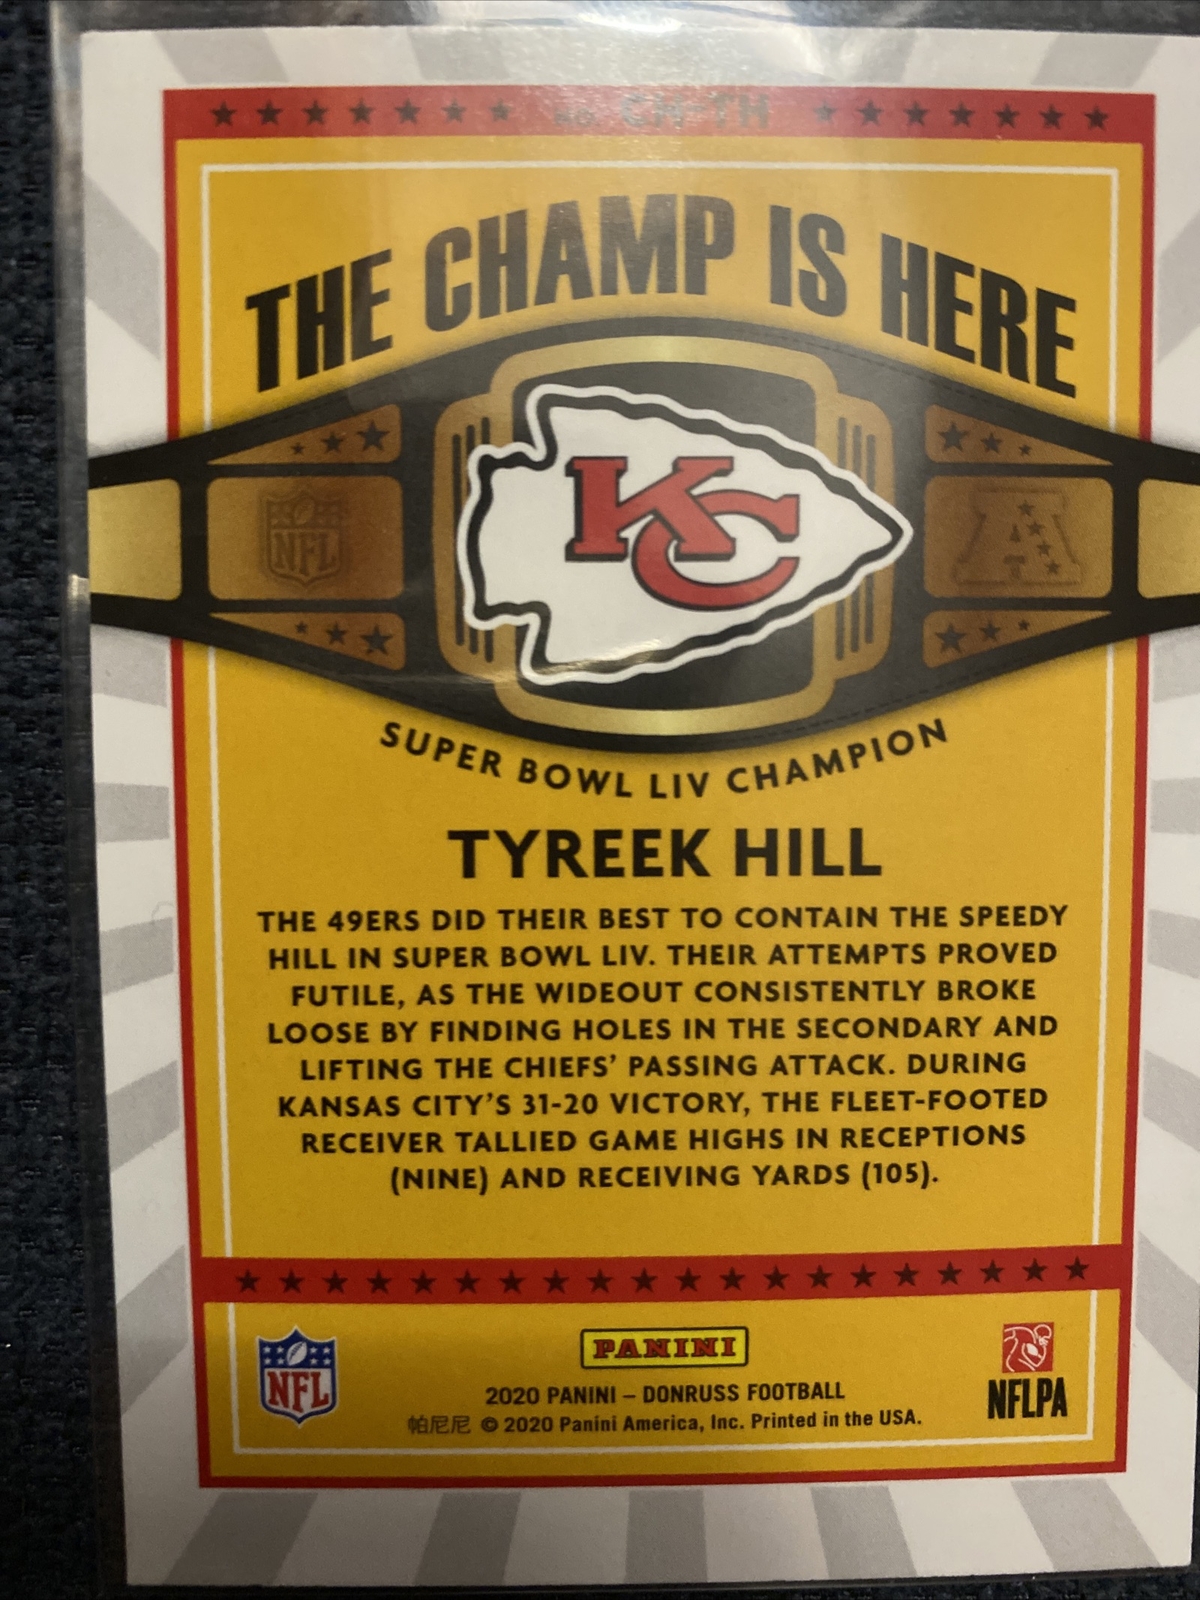 NO. CH-TH
THE CHAMP IS HERE
NFL
KC
A
SUPER BOWL LIV CHAMPION
TYREEK HILL
THE 49ERS DID THEIR BEST TO CONTAIN THE SPEEDY
HILL IN SUPER BOWL LIV. THEIR ATTEMPTS PROVED
FUTILE, AS THE WIDEOUT CONSISTENTLY BROKE
LOOSE BY FINDING HOLES IN THE SECONDARY AND
LIFTING THE CHIEFS' PASSING ATTACK. DURING
KANSAS CITY'S 31-20 VICTORY, THE FLEET-FOOTED
RECEIVER TALLIED GAME HIGHS IN RECEPTIONS
(NINE) AND RECEIVING YARDS (105).
NFL
PANINI
NFLPA
2020 PANINI – DONRUSS FOOTBALL
帕尼尼 © 2020 Panini America, Inc. Printed in the USA.